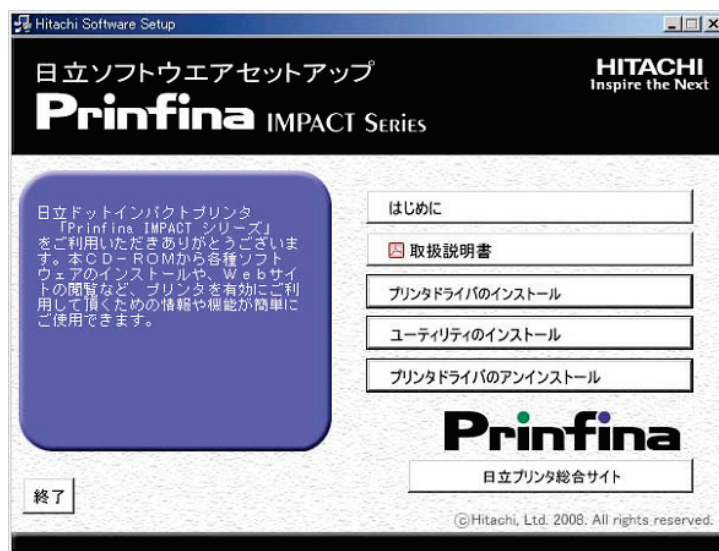 Hitachi Software Setup
日立ソフトウエアセットアップ
Prinfina IMPACT SERIES
HITACHI
Inspire the Next
日立ドットインパクトプリンタ
「Prinfina IMPACT シリーズ」
をご利用いただきありがとうございま
す。本CD－ROMから各種ソフト
ウェアのインストールや、Webサイ
トの閲覧など、プリンタを有効にご利
用して頂くための情報や機能が簡単に
ご使用できます。
はじめに
取扱説明書
プリンタドライバのインストール
ユーティリティのインストール
プリンタドライバのアンインストール
Prinfina
日立プリンタ総合サイト
終了
©Hitachi, Ltd. 2008. All rights reserved.